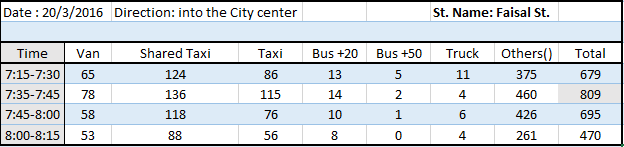 Date : 20/3/2016 Direction: into the City center St. Name: Faisal St.
Time Van Shared Taxi Taxi Bus +20 Bus +50 Truck Others() Total
7:15-7:30 65 124 86 13 5 11 375 679
7:35-7:45 78 136 115 14 2 4 460 809
7:45-8:00 58 118 76 10 1 6 426 695
8:00-8:15 53 88 56 8 0 4 261 470